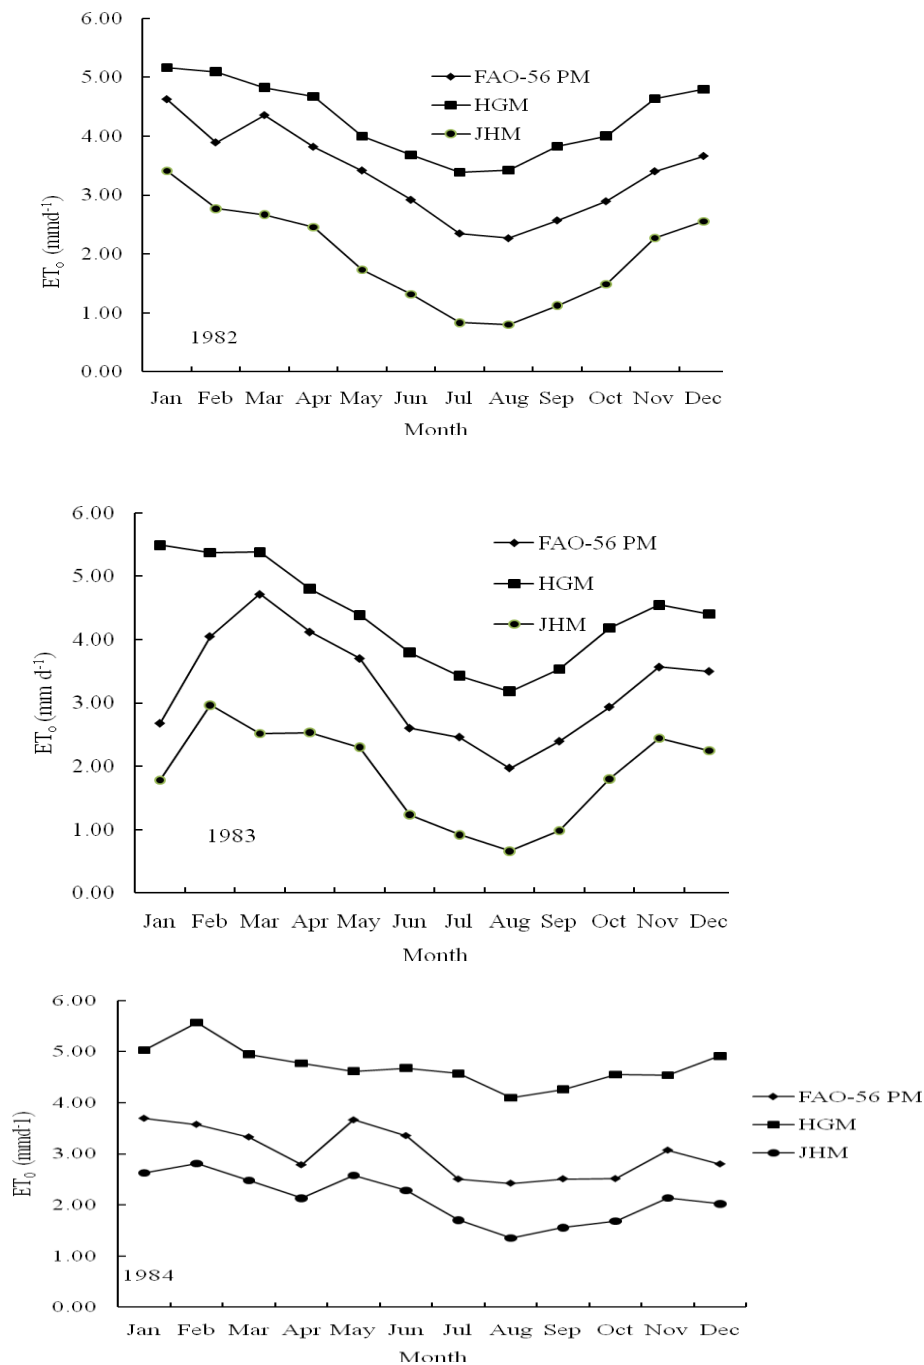 6.00
5.00
4.00
3.00
2.00
1.00
0.00
ET₀ (mmd⁻¹)
FAO-56 PM
HGM
JHM
1982
Jan Feb Mar Apr May Jun Jul Aug Sep Oct Nov Dec
Month
6.00
5.00
4.00
3.00
2.00
1.00
0.00
ET₀ (mm d⁻¹)
FAO-56 PM
HGM
JHM
1983
Jan Feb Mar Apr May Jun Jul Aug Sep Oct Nov Dec
Month
6.00
5.00
4.00
3.00
2.00
1.00
0.00
ET₀ (mmd⁻¹)
FAO-56 PM
HGM
JHM
1984
Jan Feb Mar Apr May Jun Jul Aug Sep Oct Nov Dec
Month